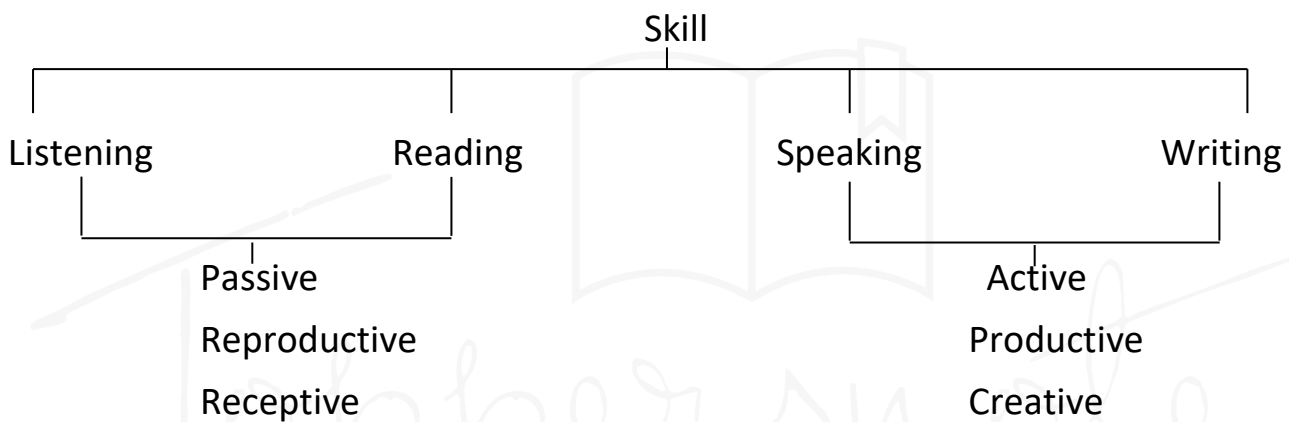 Skill
Listening Reading Speaking Writing
Passive Active
Reproductive Productive
Receptive Creative